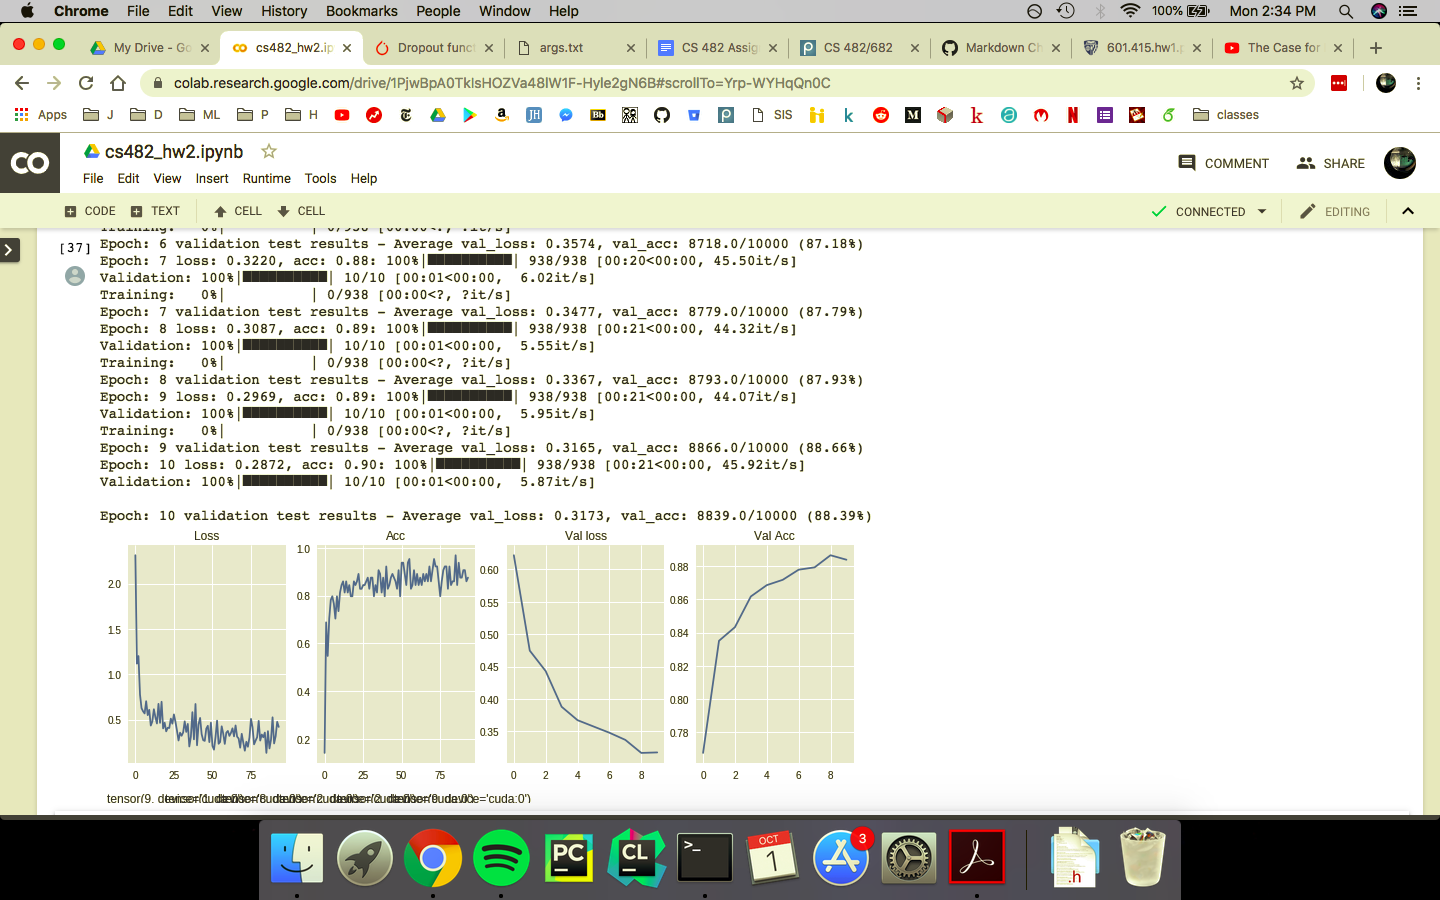 Chrome File Edit View History Bookmarks People Window Help 100% Mon 2:34 PM
My Drive - Go cs482_hw2.ip Dropout func args.txt CS 482 Assig CS 482/682 Markdown Ch 601.415.hw1.p The Case for
colab.research.google.com/drive/1PjwBpA0TklsHOZVa48lW1F-Hyle2gN6B#scrollTo=Yrp-WYHqQn0C
Apps J D ML P H SIS classes
CO cs482_hw2.ipynb COMMENT SHARE
File Edit View Insert Runtime Tools Help
CODE TEXT CELL CELL CONNECTED EDITING
Training: 0%| | 0/938 [00:00<?, ?it/s]
[37] Epoch: 6 validation test results - Average val_loss: 0.3574, val_acc: 8718.0/10000 (87.18%)
Epoch: 7 loss: 0.3220, acc: 0.88: 100%|██████████| 938/938 [00:20<00:00, 45.50it/s]
Validation: 100%|██████████| 10/10 [00:01<00:00, 6.02it/s]
Training: 0%| | 0/938 [00:00<?, ?it/s]
Epoch: 7 validation test results - Average val_loss: 0.3477, val_acc: 8779.0/10000 (87.79%)
Epoch: 8 loss: 0.3087, acc: 0.89: 100%|██████████| 938/938 [00:21<00:00, 44.32it/s]
Validation: 100%|██████████| 10/10 [00:01<00:00, 5.55it/s]
Training: 0%| | 0/938 [00:00<?, ?it/s]
Epoch: 8 validation test results - Average val_loss: 0.3367, val_acc: 8793.0/10000 (87.93%)
Epoch: 9 loss: 0.2969, acc: 0.89: 100%|██████████| 938/938 [00:21<00:00, 44.07it/s]
Validation: 100%|██████████| 10/10 [00:01<00:00, 5.95it/s]
Training: 0%| | 0/938 [00:00<?, ?it/s]
Epoch: 9 validation test results - Average val_loss: 0.3165, val_acc: 8866.0/10000 (88.66%)
Epoch: 10 loss: 0.2872, acc: 0.90: 100%|██████████| 938/938 [00:21<00:00, 45.92it/s]
Validation: 100%|██████████| 10/10 [00:01<00:00, 5.87it/s]
Epoch: 10 validation test results - Average val_loss: 0.3173, val_acc: 8839.0/10000 (88.39%)
Loss
2.0
1.5
1.0
0.5
0 25 50 75
Acc
1.0
0.8
0.6
0.4
0.2
0 25 50 75
Val loss
0.60
0.55
0.50
0.45
0.40
0.35
0 2 4 6 8
Val Acc
0.88
0.86
0.84
0.82
0.80
0.78
0 2 4 6 8
tensor(9. device='cuda:0')
PC CL >_ OCT 1 3 .h